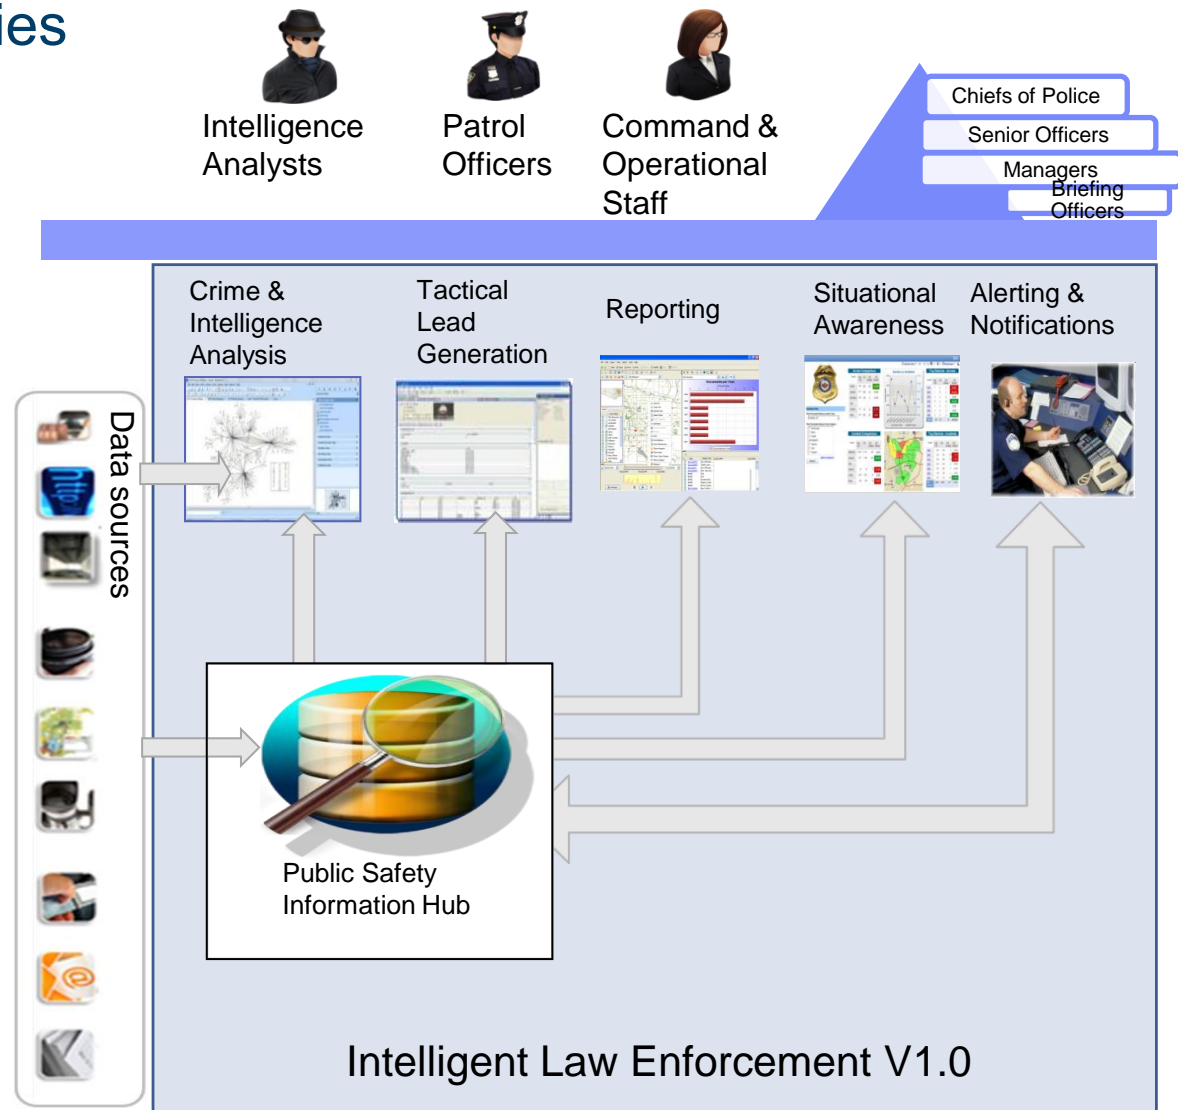 ies
Intelligence
Analysts
Patrol
Officers
Command &
Operational
Staff
Chiefs of Police
Senior Officers
Managers
Briefing
Officers
Crime &
Intelligence
Analysis
Tactical
Lead
Generation
Reporting
Situational
Awareness
Alerting &
Notifications
Data sources
http
@
Public Safety
Information Hub
Intelligent Law Enforcement V1.0